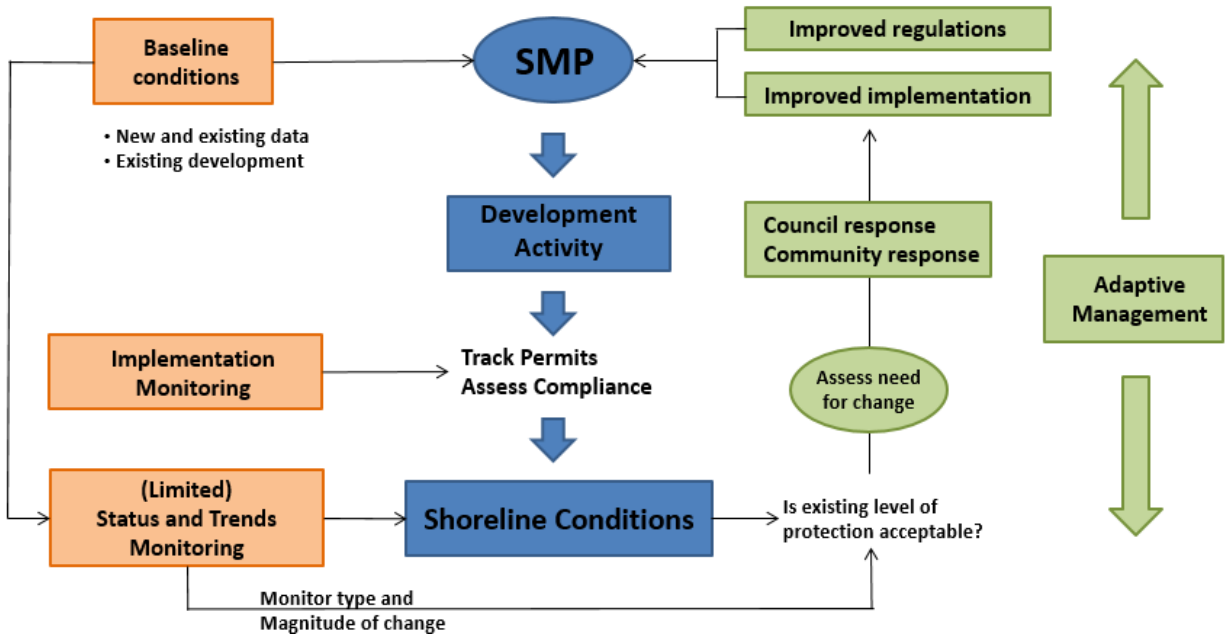 Baseline
conditions
• New and existing data
• Existing development
SMP
Improved regulations
Improved implementation
Development
Activity
Council response
Community response
Adaptive
Management
Implementation
Monitoring
Track Permits
Assess Compliance
Assess need
for change
(Limited)
Status and Trends
Monitoring
Shoreline Conditions
Is existing level of
protection acceptable?
Monitor type and
Magnitude of change